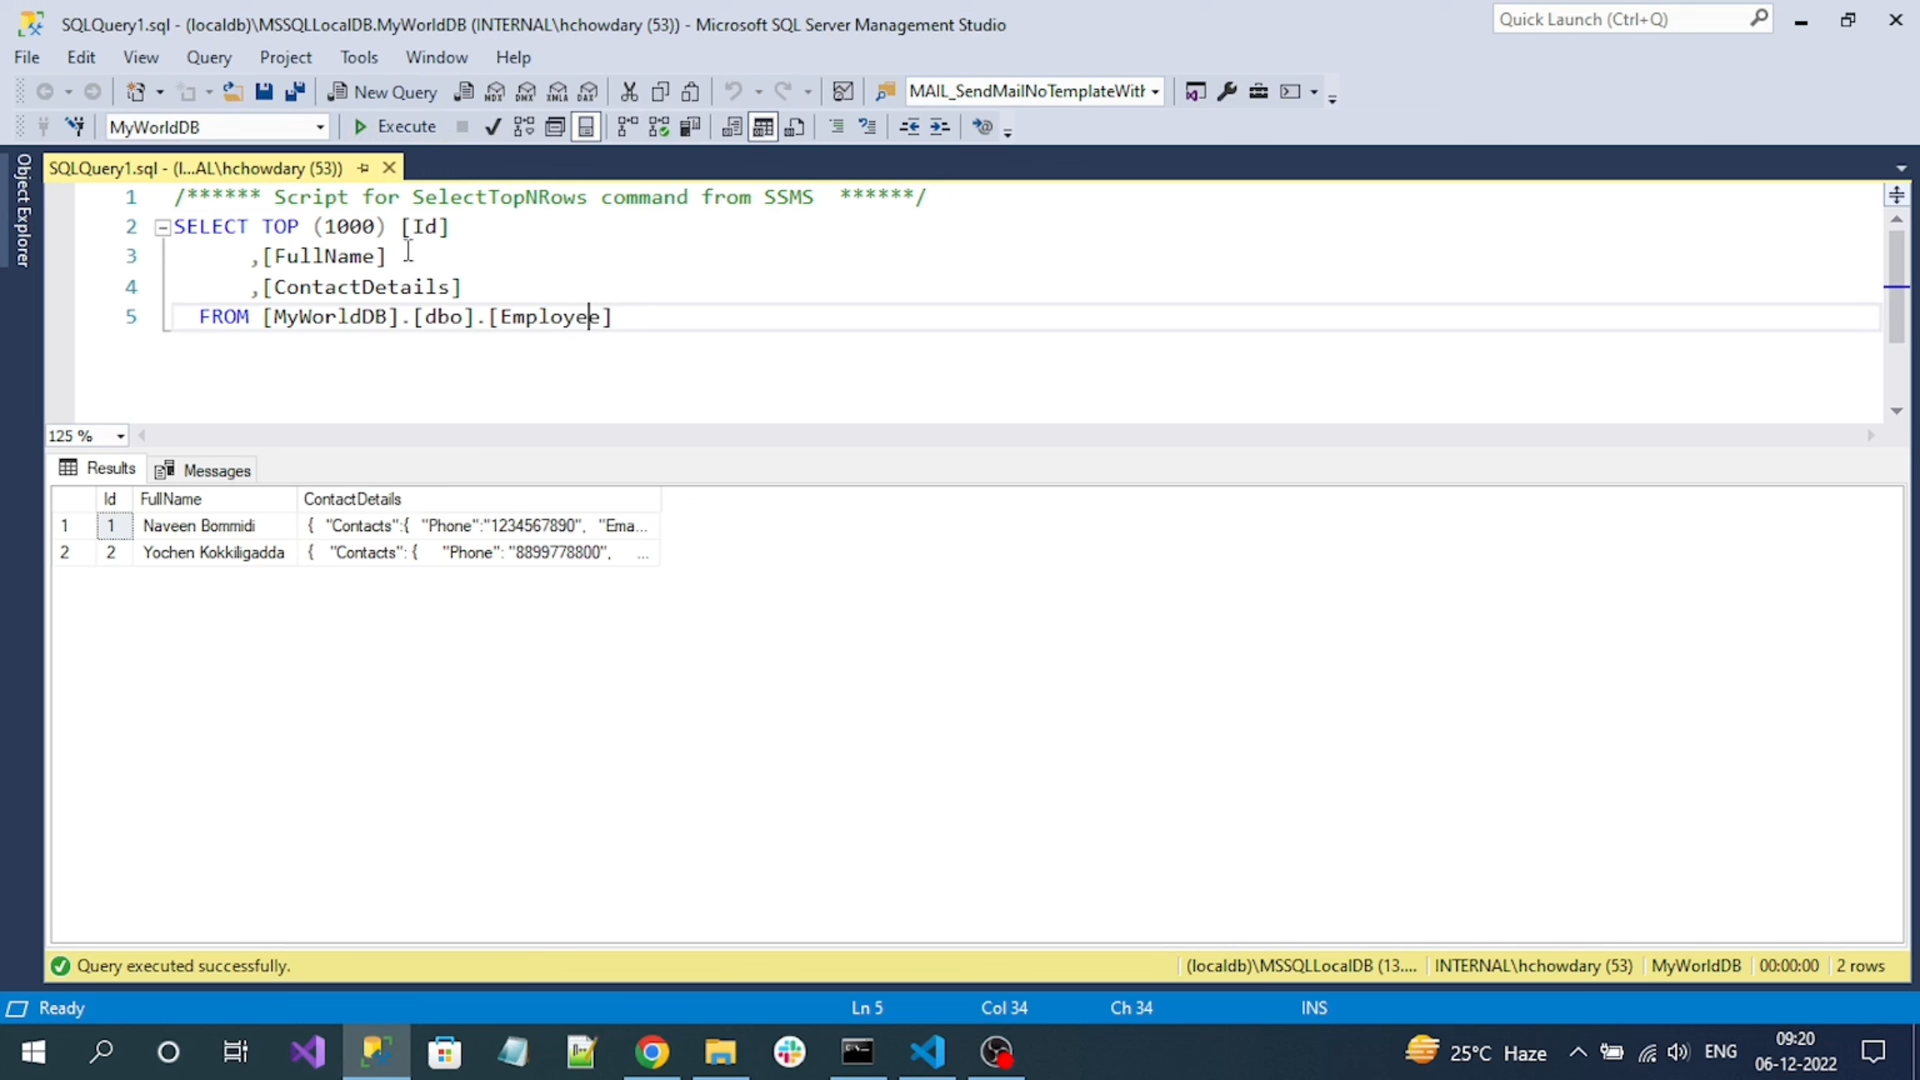 SQLQuery1.sql - (localdb)\MSSQLLocalDB.MyWorldDB (INTERNAL\hchowdary (53)) - Microsoft SQL Server Management Studio
Quick Launch (Ctrl+Q)
File Edit View Query Project Tools Window Help
New Query
MDX DMX XMLA DAX
MAIL_SendMailNoTemplateWith
MyWorldDB
Execute
Object Explorer
SQLQuery1.sql - (I...AL\hchowdary (53))
1 /****** Script for SelectTopNRows command from SSMS ******/
2 SELECT TOP (1000) [Id]
3 ,[FullName]
4 ,[ContactDetails]
5 FROM [MyWorldDB].[dbo].[Employee]
125 %
Results Messages
Id FullName ContactDetails
1 1 Naveen Bommidi { "Contacts":{ "Phone":"1234567890", "Ema...
2 2 Yochen Kokkiligadda { "Contacts": { "Phone": "8899778800", ...
Query executed successfully.
(localdb)\MSSQLLocalDB (13.... INTERNAL\hchowdary (53) MyWorldDB 00:00:00 2 rows
Ready Ln 5 Col 34 Ch 34 INS
25°C Haze ENG
09:20
06-12-2022